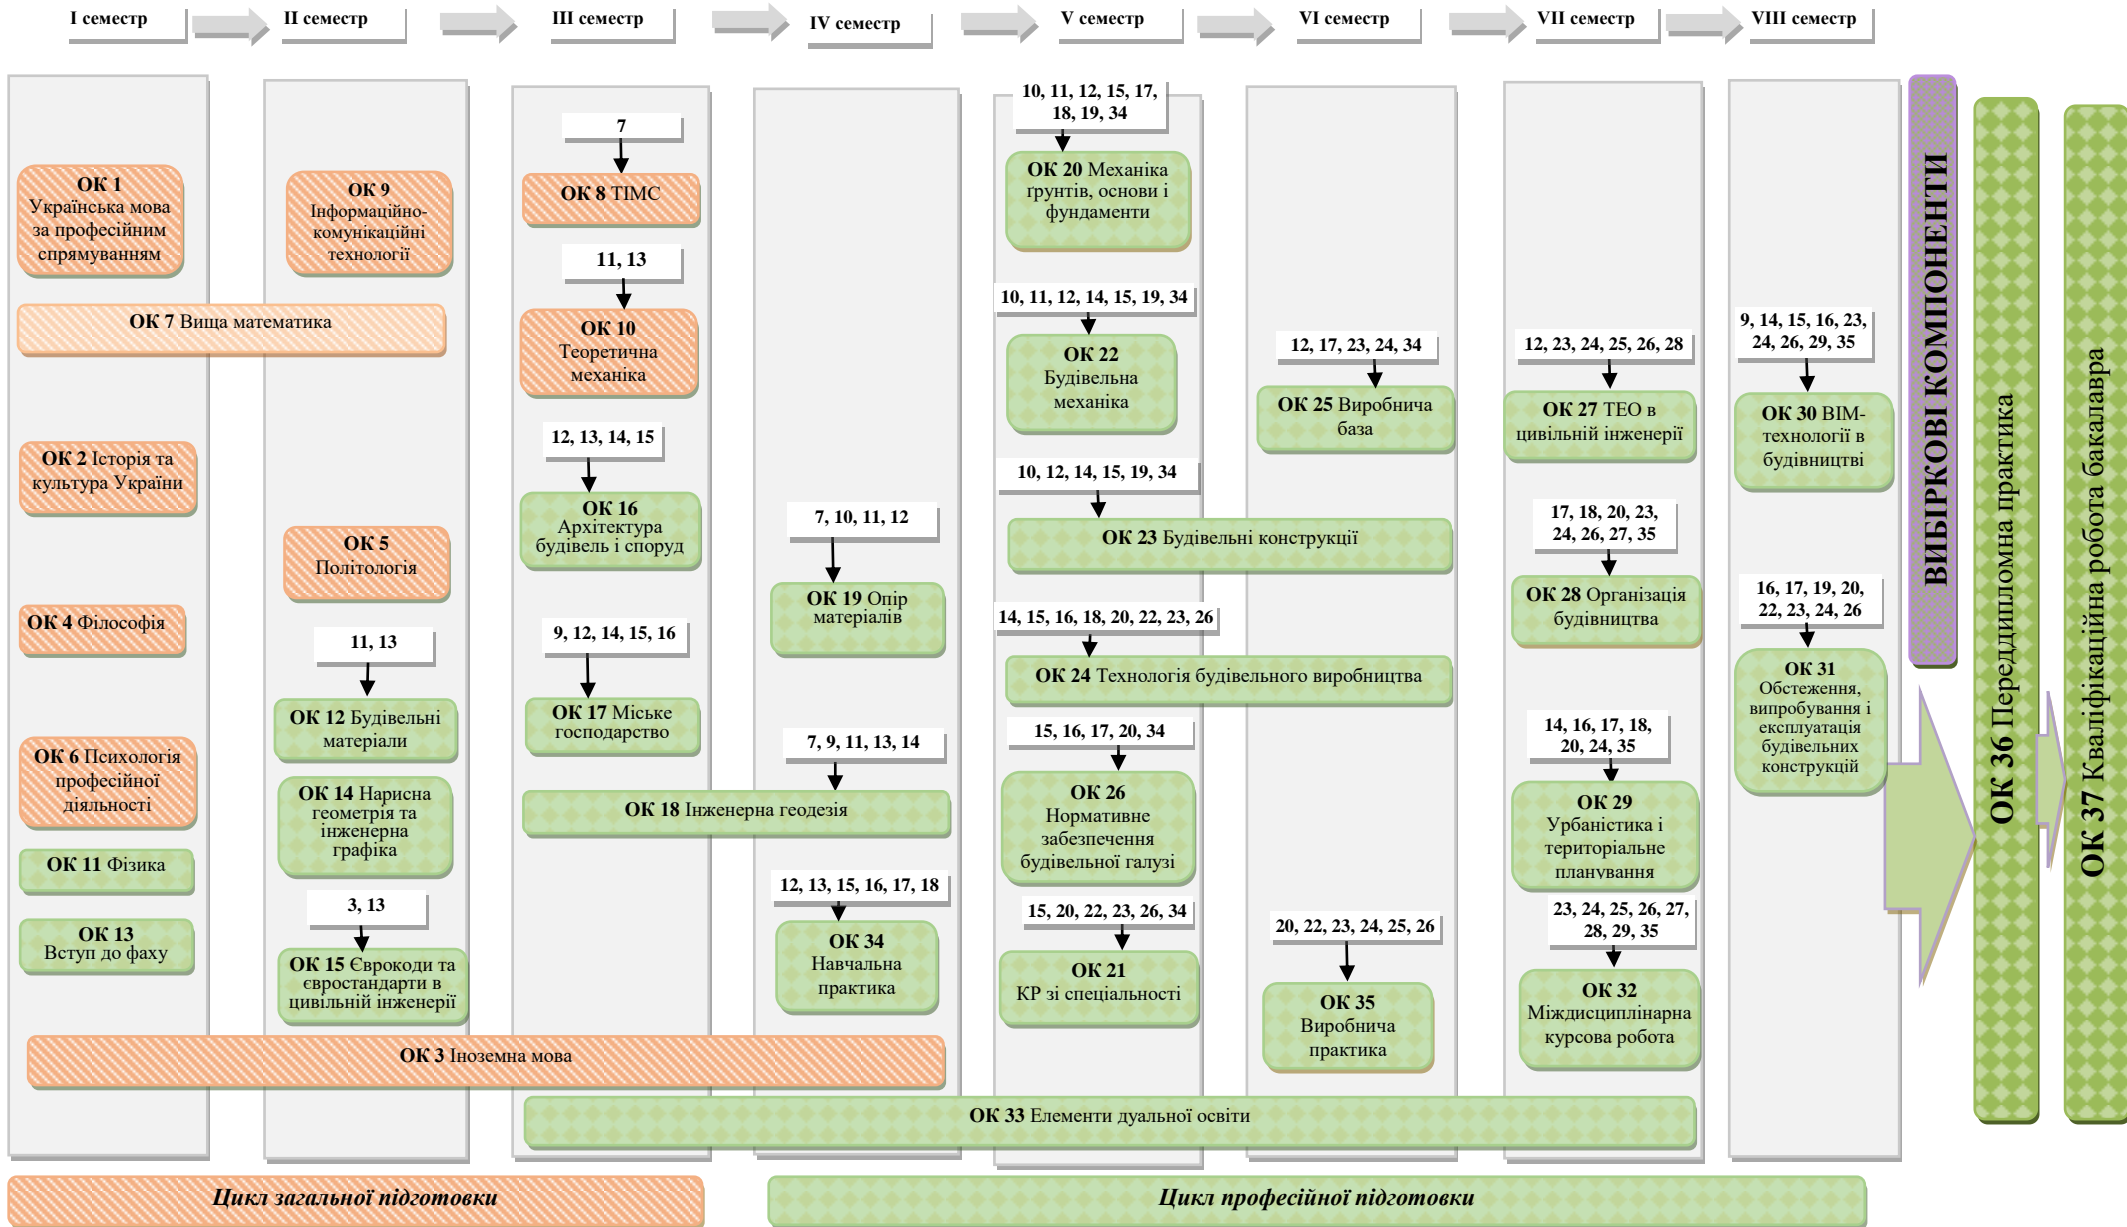 I семестр
II семестр
III семестр
IV семестр
V семестр
VI семестр
VII семестр
VIII семестр
ОК 1
Українська мова
за професійним
спрямуванням
ОК 7 Вища математика
ОК 2 Історія та
культура України
ОК 4 Філософія
ОК 6 Психологія
професійної
діяльності
ОК 11 Фізика
ОК 13
Вступ до фаху
ОК 3 Іноземна мова
ОК 9
Інформаційно-
комунікаційні
технології
ОК 5
Політологія
11, 13
ОК 12 Будівельні
матеріали
ОК 14 Нарисна
геометрія та
інженерна
графіка
3, 13
ОК 15 Єврокоди та
євростандарти в
цивільній інженерії
7
ОК 8 ТІМС
11, 13
ОК 10
Теоретична
механіка
12, 13, 14, 15
ОК 16
Архітектура
будівель і споруд
9, 12, 14, 15, 16
ОК 17 Міське
господарство
ОК 18 Інженерна геодезія
ОК 33 Елементи дуальної освіти
7, 10, 11, 12
ОК 19 Опір
матеріалів
7, 9, 11, 13, 14
12, 13, 15, 16, 17, 18
ОК 34
Навчальна
практика
10, 11, 12, 15, 17,
18, 19, 34
ОК 20 Механіка
ґрунтів, основи і
фундаменти
10, 11, 12, 14, 15, 19, 34
ОК 22
Будівельна
механіка
10, 12, 14, 15, 19, 34
ОК 23 Будівельні конструкції
14, 15, 16, 18, 20, 22, 23, 26
ОК 24 Технологія будівельного виробництва
15, 16, 17, 20, 34
ОК 26
Нормативне
забезпечення
будівельної галузі
15, 20, 22, 23, 26, 34
ОК 21
КР зі спеціальності
12, 17, 23, 24, 34
ОК 25 Виробнича
база
20, 22, 23, 24, 25, 26
ОК 35
Виробнича
практика
12, 23, 24, 25, 26, 28
ОК 27 ТЕО в
цивільній інженерії
17, 18, 20, 23,
24, 26, 27, 35
ОК 28 Організація
будівництва
14, 16, 17, 18,
20, 24, 35
ОК 29
Урбаністика і
територіальне
планування
23, 24, 25, 26, 27,
28, 29, 35
ОК 32
Міждисциплінарна
курсова робота
9, 14, 15, 16, 23,
24, 26, 29, 35
ОК 30 BIM-
технології в
будівництві
16, 17, 19, 20,
22, 23, 24, 26
ОК 31
Обстеження,
випробування і
експлуатація
будівельних
конструкцій
ВИБІРКОВІ КОМПОНЕНТИ
ОК 36 Переддипломна практика
ОК 37 Кваліфікаційна робота бакалавра
Цикл загальної підготовки
Цикл професійної підготовки